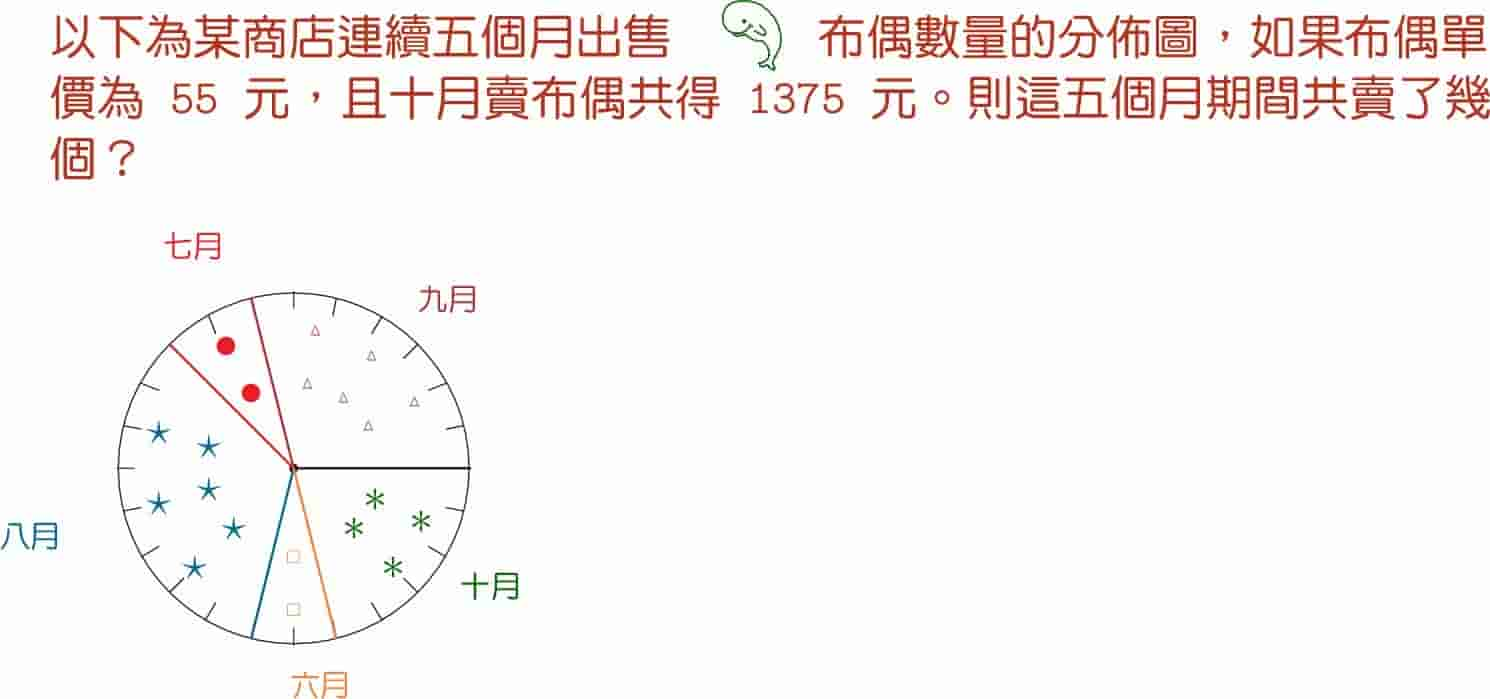 以下為某商店連續五個月出售 布偶數量的分佈圖，如果布偶單
價為 55 元，且十月賣布偶共得 1375 元。則這五個月期間共賣了幾
個？
七月
九月
八月
十月
六月